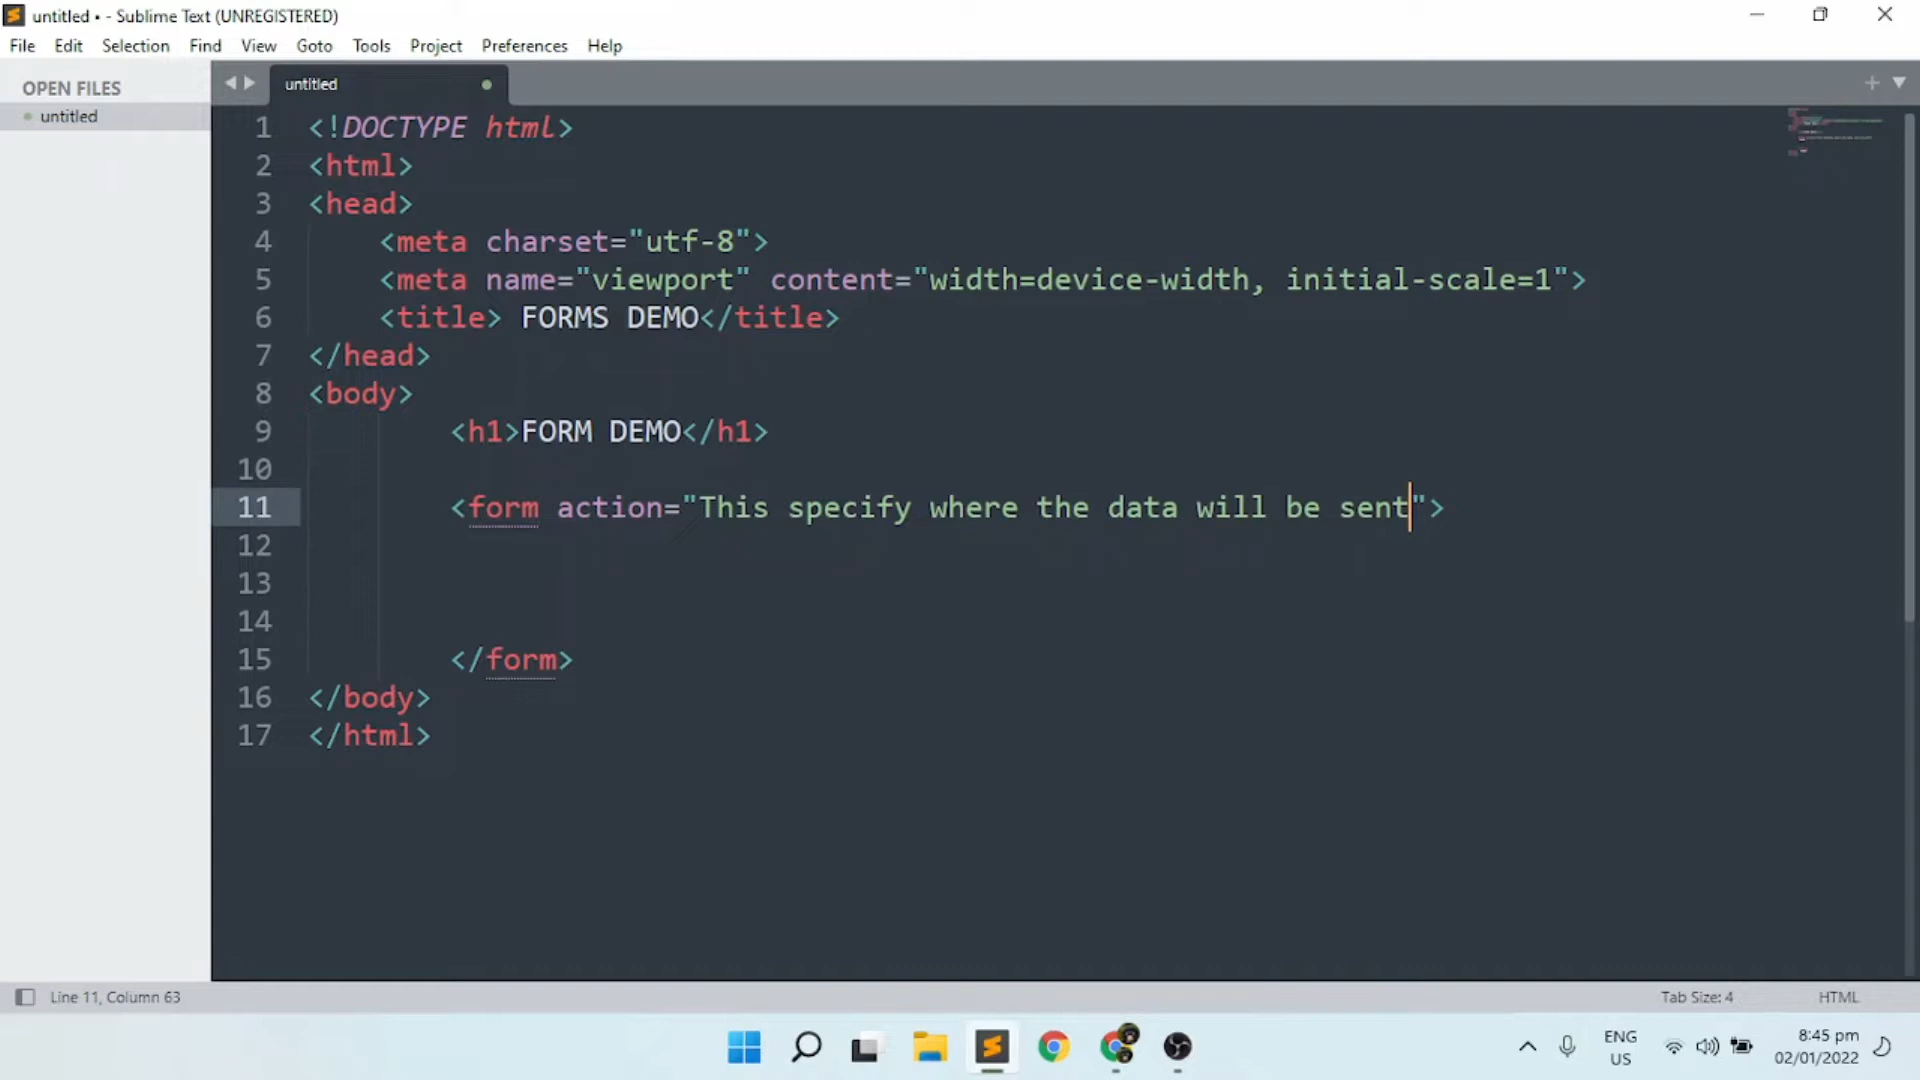 untitled • - Sublime Text (UNREGISTERED)
File Edit Selection Find View Goto Tools Project Preferences Help
OPEN FILES
untitled
untitled
1 <!DOCTYPE html>
2 <html>
3 <head>
4 <meta charset="utf-8">
5 <meta name="viewport" content="width=device-width, initial-scale=1">
6 <title> FORMS DEMO</title>
7 </head>
8 <body>
9 <h1>FORM DEMO</h1>
10
11 <form action="This specify where the data will be sent">
12
13
14
15 </form>
16 </body>
17 </html>
Line 11, Column 63 Tab Size: 4 HTML
ENG 8:45 pm
US 02/01/2022